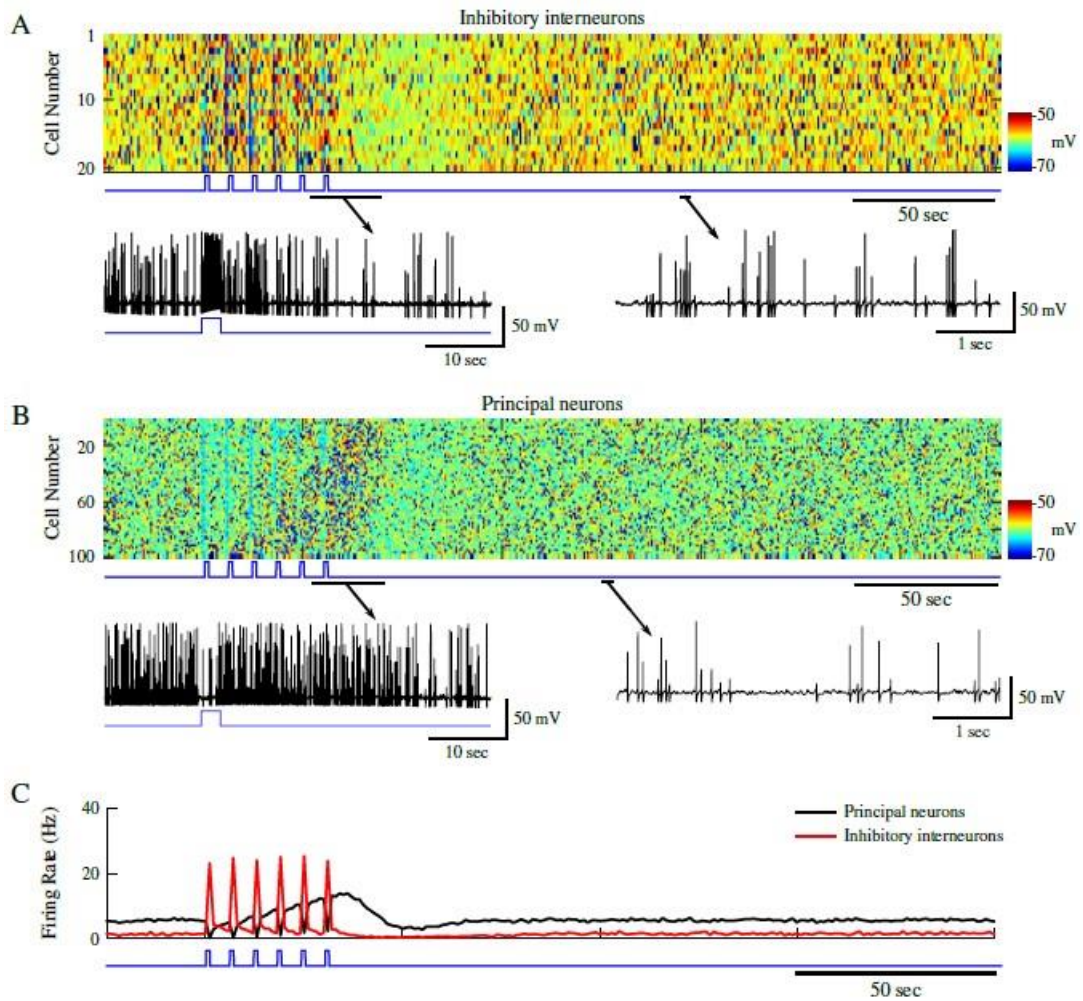 A
Inhibitory interneurons
Cell Number
1
10
20
-50
mV
-70
50 sec
50 mV
10 sec
50 mV
1 sec
B
Principal neurons
Cell Number
20
60
100
-50
mV
-70
50 sec
50 mV
10 sec
50 mV
1 sec
C
Firing Rate (Hz)
40
20
0
Principal neurons
Inhibitory interneurons
50 sec